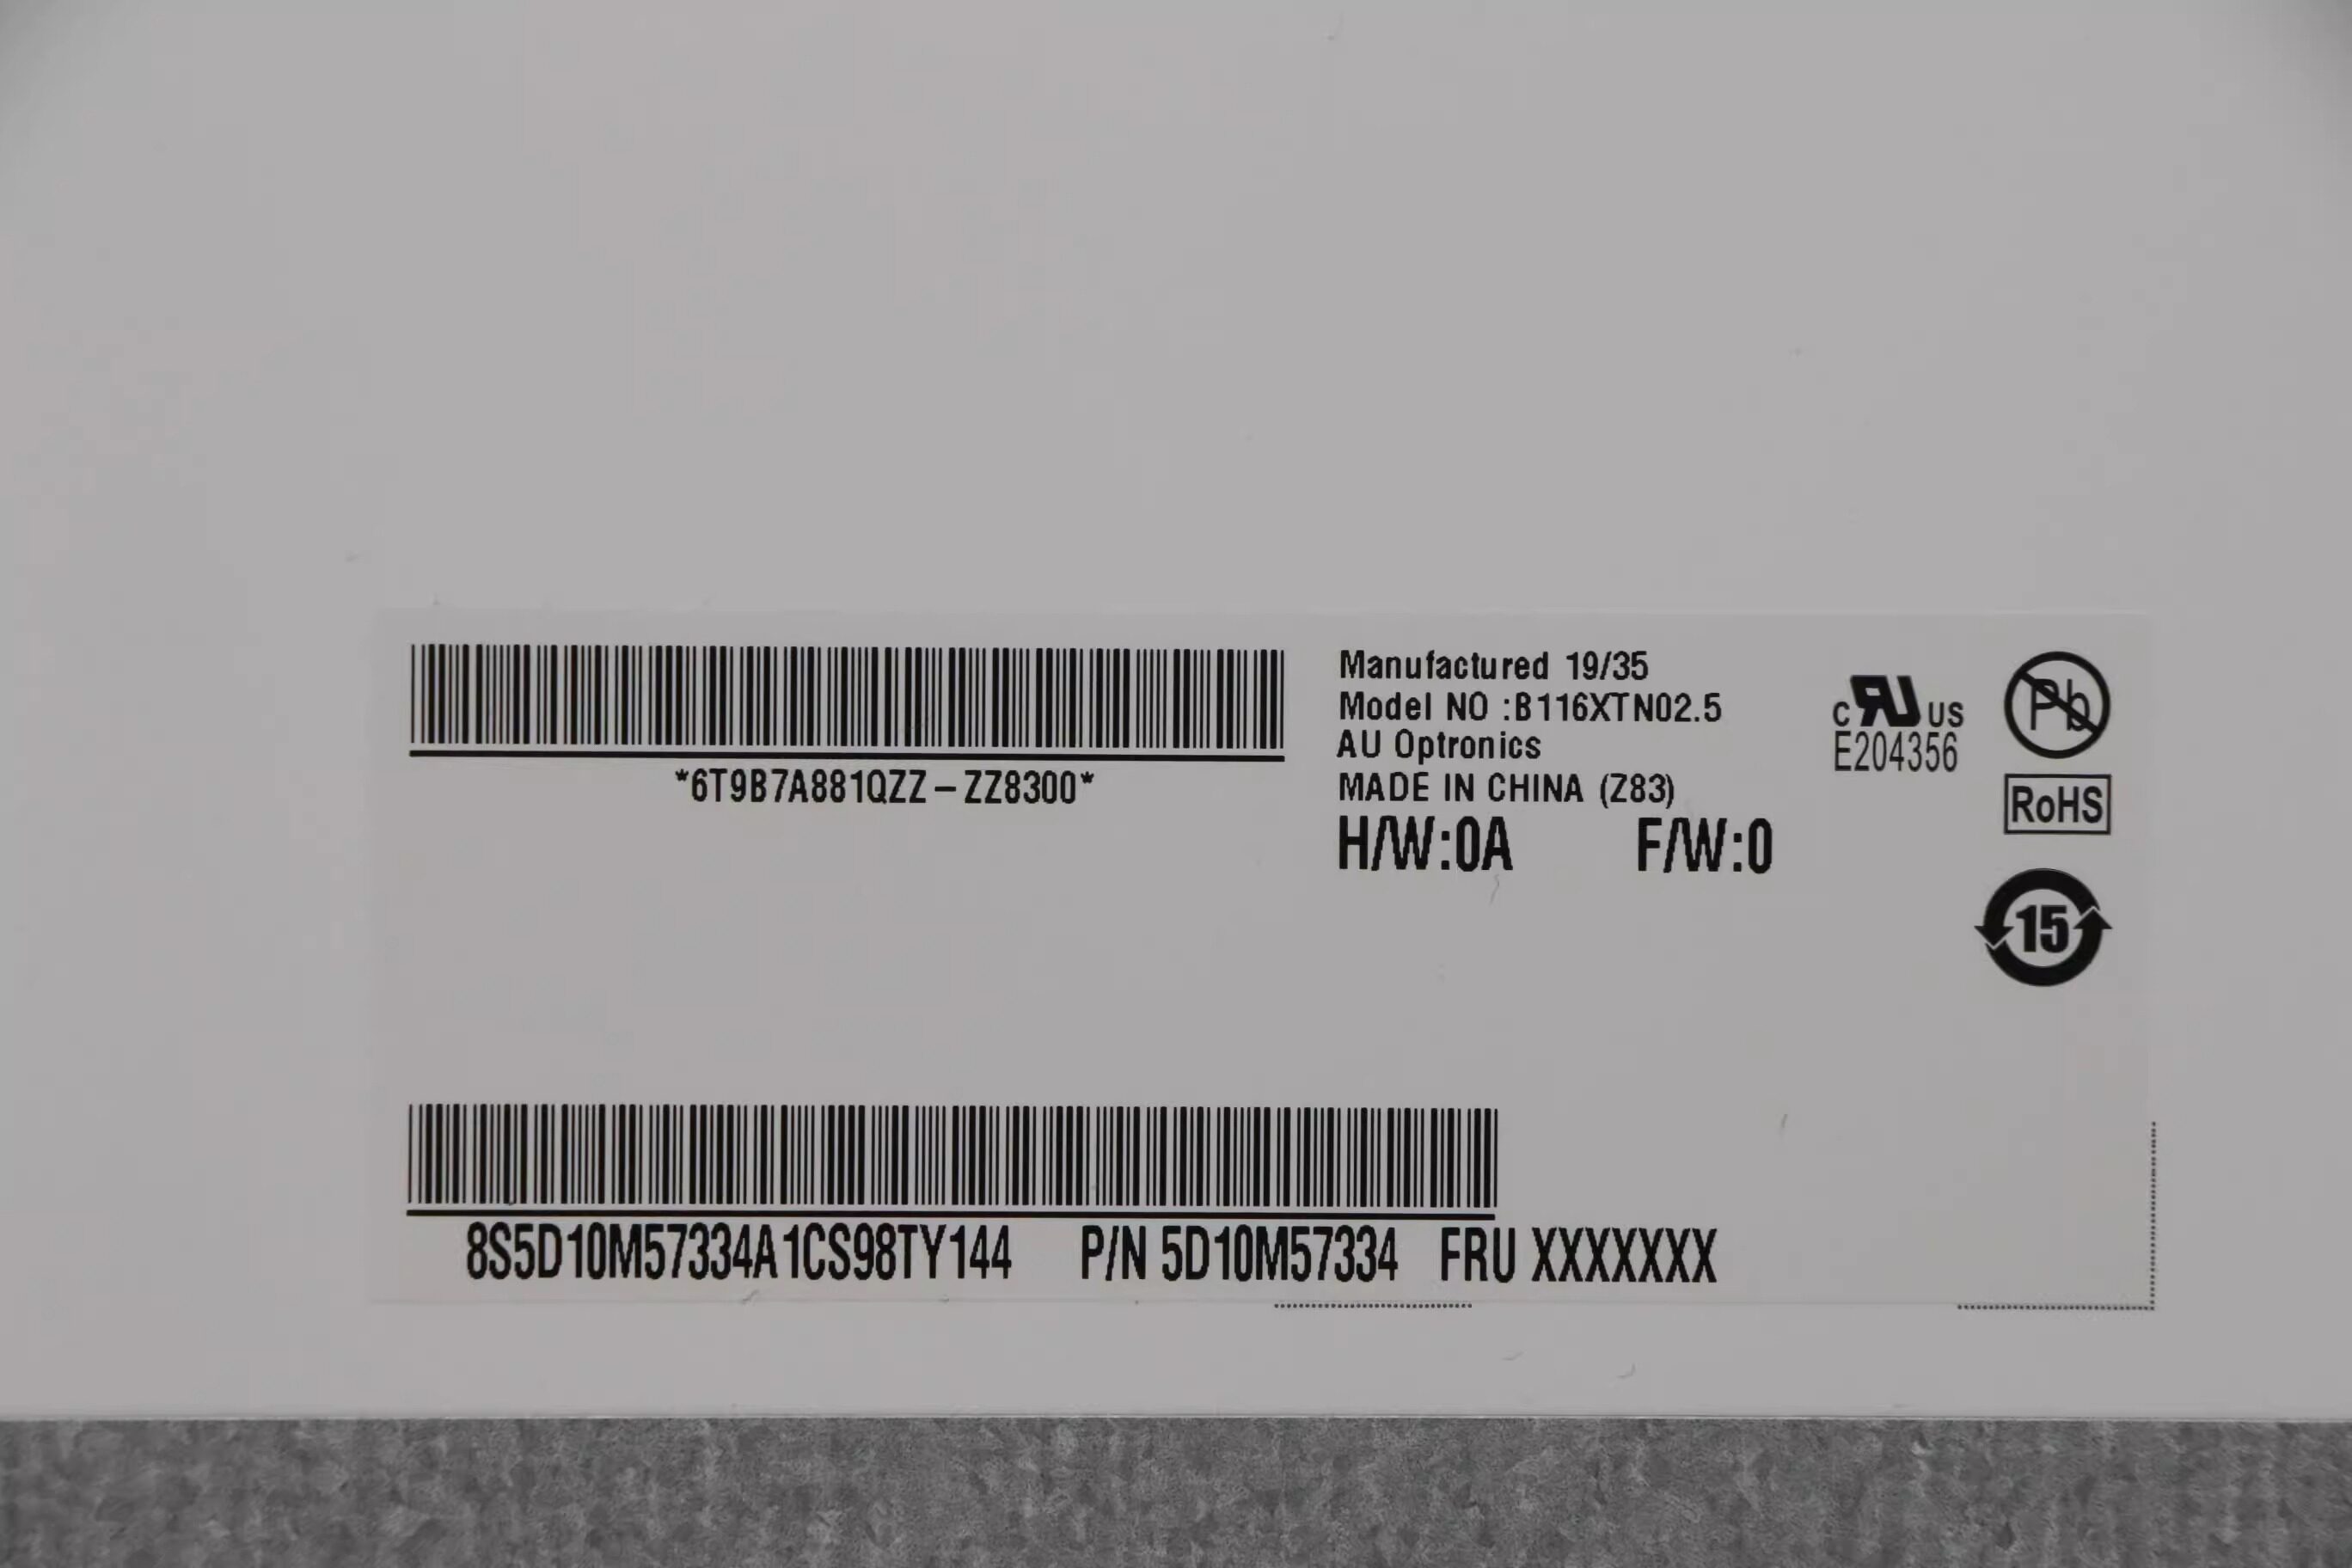 *6T9B7A881QZZ-ZZ8300*
Manufactured 19/35
Model NO :B116XTN02.5
AU Optronics
MADE IN CHINA (Z83)
H/W:0A F/W:0
c RU US
E204356
Pb
RoHS
15
8S5D10M57334A1CS98TY144 P/N 5D10M57334 FRU XXXXXXX